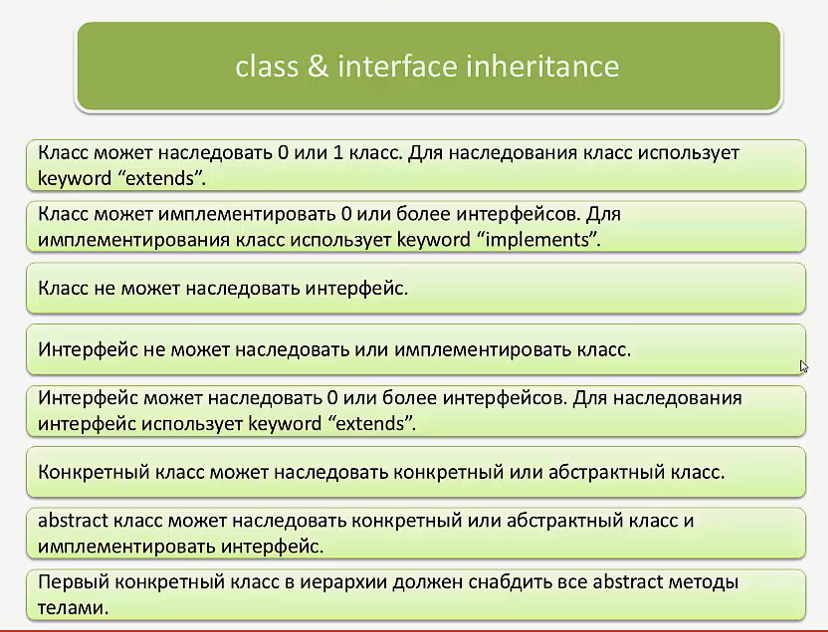 class & interface inheritance
Класс может наследовать 0 или 1 класс. Для наследования класс использует
keyword “extends”.
Класс может имплементировать 0 или более интерфейсов. Для
имплементирования класс использует keyword “implements”.
Класс не может наследовать интерфейс.
Интерфейс не может наследовать или имплементировать класс.
Интерфейс может наследовать 0 или более интерфейсов. Для наследования
интерфейс использует keyword “extends”.
Конкретный класс может наследовать конкретный или абстрактный класс.
abstract класс может наследовать конкретный или абстрактный класс и
имплементировать интерфейс.
Первый конкретный класс в иерархии должен снабдить все abstract методы
телами.